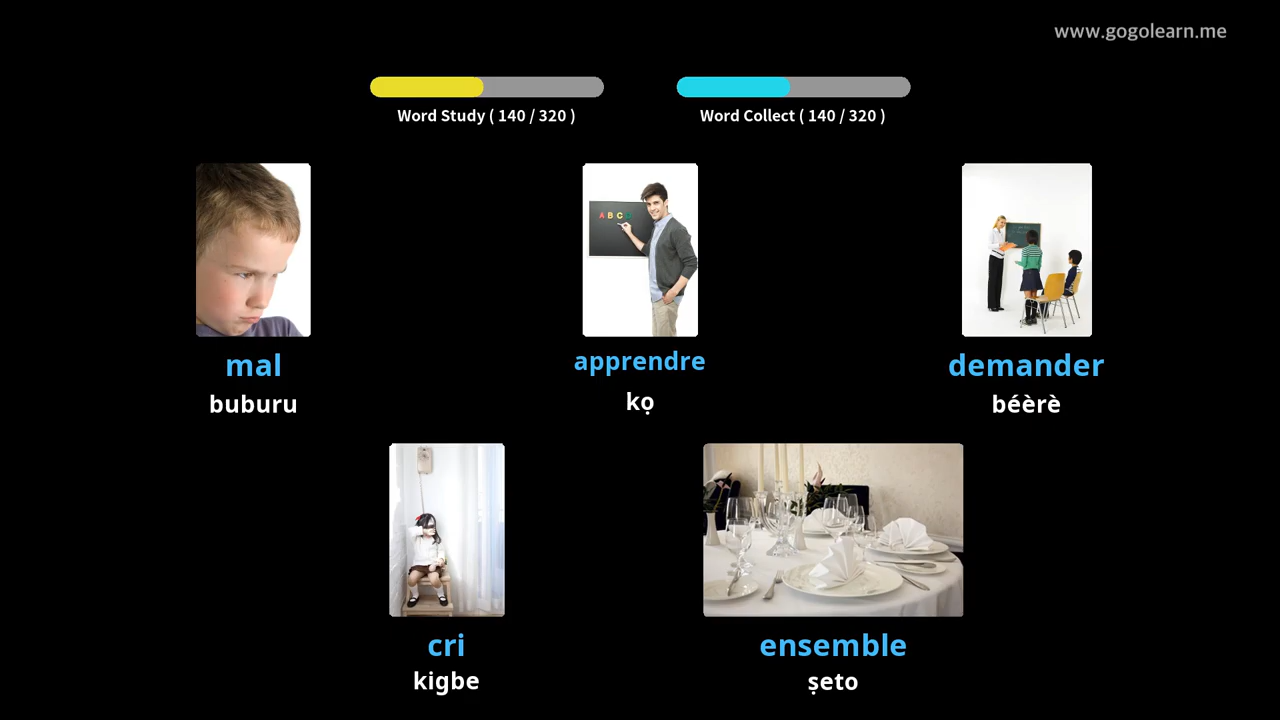 www.gogolearn.me
Word Study ( 140 / 320 )
Word Collect ( 140 / 320 )
mal
buburu
apprendre
kọ
demander
béèrè
cri
kigbe
ensemble
ṣeto